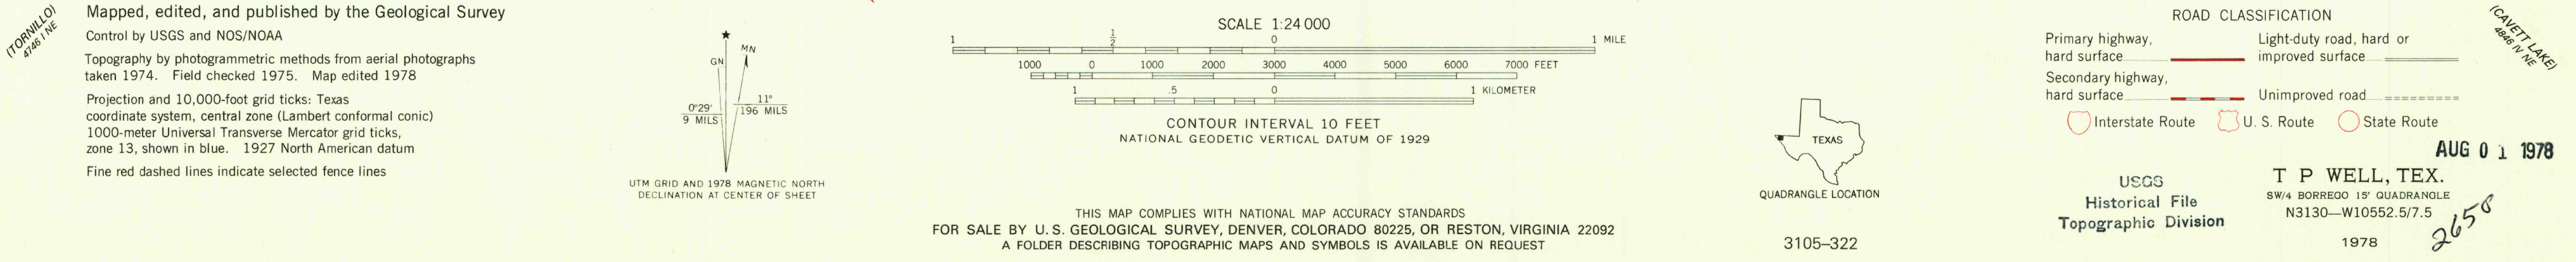 (TORNILLO)
4746 I NE
Mapped, edited, and published by the Geological Survey
Control by USGS and NOS/NOAA
Topography by photogrammetric methods from aerial photographs
taken 1974. Field checked 1975. Map edited 1978
Projection and 10,000-foot grid ticks: Texas
coordinate system, central zone (Lambert conformal conic)
1000-meter Universal Transverse Mercator grid ticks,
zone 13, shown in blue. 1927 North American datum
Fine red dashed lines indicate selected fence lines
MN
GN
11°
196 MILS
0°29'
9 MILS
UTM GRID AND 1978 MAGNETIC NORTH
DECLINATION AT CENTER OF SHEET
SCALE 1:24 000
1 ½ 0 1 MILE
1000 0 1000 2000 3000 4000 5000 6000 7000 FEET
1 .5 0 1 KILOMETER
CONTOUR INTERVAL 10 FEET
NATIONAL GEODETIC VERTICAL DATUM OF 1929
THIS MAP COMPLIES WITH NATIONAL MAP ACCURACY STANDARDS
FOR SALE BY U. S. GEOLOGICAL SURVEY, DENVER, COLORADO 80225, OR RESTON, VIRGINIA 22092
A FOLDER DESCRIBING TOPOGRAPHIC MAPS AND SYMBOLS IS AVAILABLE ON REQUEST
TEXAS
QUADRANGLE LOCATION
3105–322
ROAD CLASSIFICATION
Primary highway,
hard surface
Light-duty road, hard or
improved surface
Secondary highway,
hard surface
Unimproved road
Interstate Route U. S. Route State Route
(CAVETT LAKE)
4846 IV NE
AUG 0 1 1978
USGS
Historical File
Topographic Division
T P WELL, TEX.
SW/4 BORREGO 15' QUADRANGLE
N3130—W10552.5/7.5
1978
2658